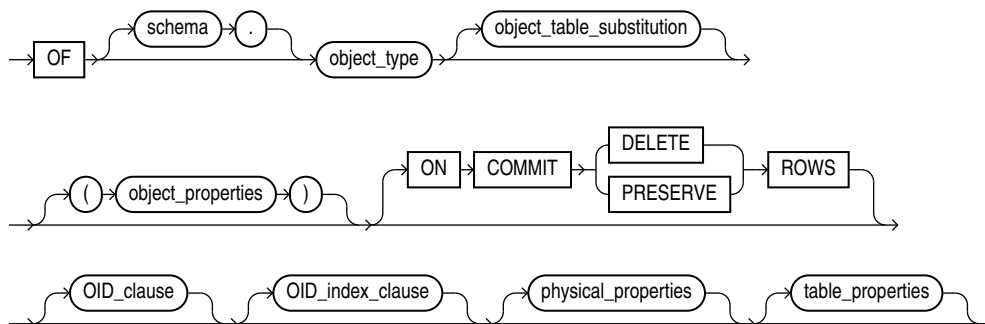 OF schema . object_type object_table_substitution
( object_properties ) ON COMMIT DELETE PRESERVE ROWS
OID_clause OID_index_clause physical_properties table_properties